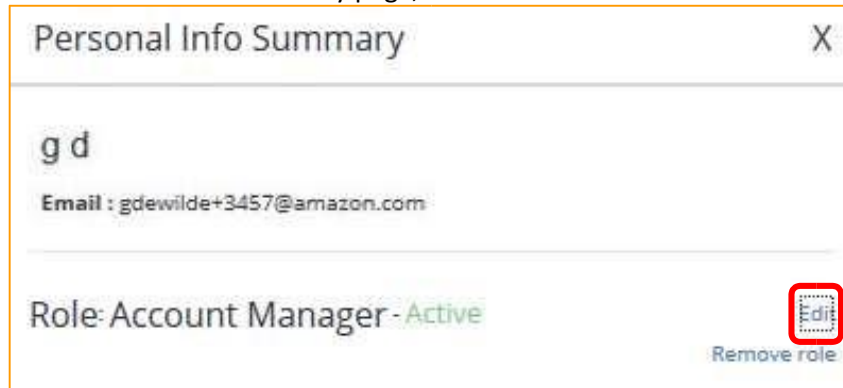 Personal Info Summary X
g d
Email : gdewilde+3457@amazon.com
Role: Account Manager - Active Edit
Remove role